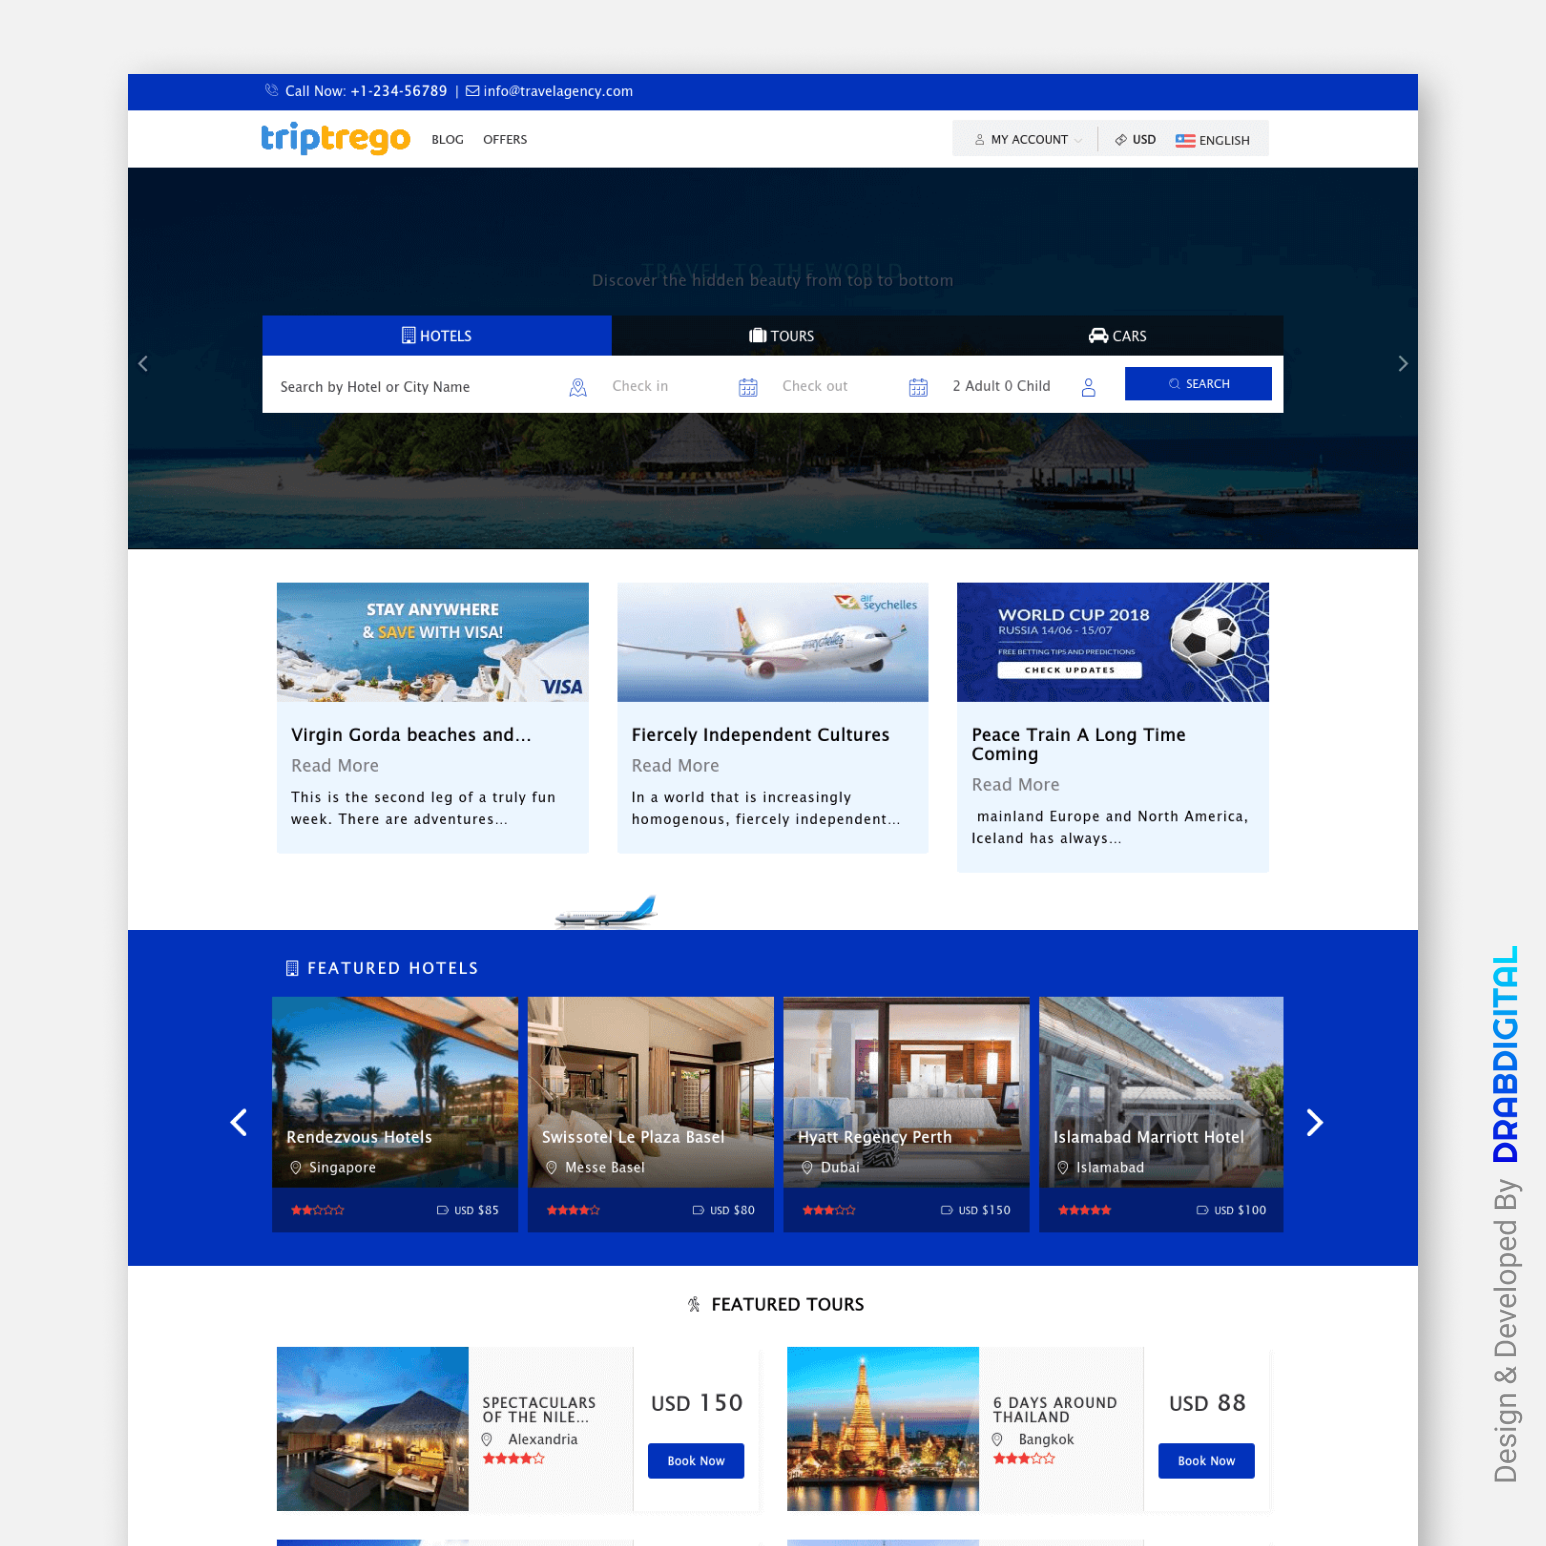 Call Now: +1-234-56789 | info@travelagency.com
triptrego BLOG OFFERS MY ACCOUNT USD ENGLISH
TRAVEL TO THE WORLD
Discover the hidden beauty from top to bottom
HOTELS TOURS CARS
Search by Hotel or City Name Check in Check out 2 Adult 0 Child SEARCH
STAY ANYWHERE
& SAVE WITH VISA!
VISA
Virgin Gorda beaches and...
Read More
This is the second leg of a truly fun
week. There are adventures...
air
seychelles
airseychelles
Fiercely Independent Cultures
Read More
In a world that is increasingly
homogenous, fiercely independent...
WORLD CUP 2018
RUSSIA 14/06 - 15/07
FREE BETTING TIPS AND PREDICTIONS
CHECK UPDATES
Peace Train A Long Time
Coming
Read More
mainland Europe and North America,
Iceland has always...
FEATURED HOTELS
Rendezvous Hotels
Singapore
USD $85
Swissotel Le Plaza Basel
Messe Basel
USD $80
Hyatt Regency Perth
Dubai
USD $150
Islamabad Marriott Hotel
Islamabad
USD $100
FEATURED TOURS
SPECTACULARS
OF THE NILE...
Alexandria
USD 150
Book Now
6 DAYS AROUND
THAILAND
Bangkok
USD 88
Book Now
Design & Developed By DRABDIGITAL